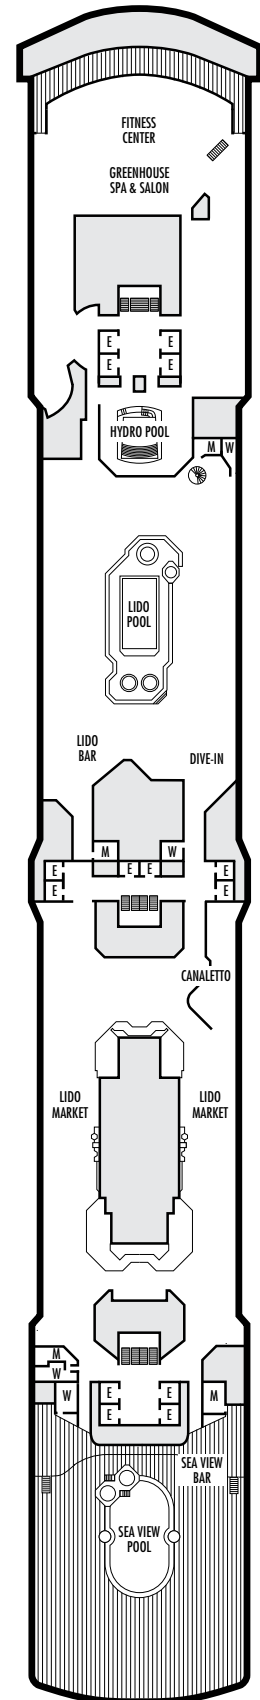 FITNESS
CENTER
GREENHOUSE
SPA & SALON
E
E
E
E
HYDRO POOL
M W
LIDO
POOL
LIDO
BAR
DIVE-IN
M
W
E
E E
E
E
E
CANALETTO
LIDO
MARKET
LIDO
MARKET
M
W
W
E
E
M
E
E
SEA VIEW
BAR
SEA VIEW
POOL